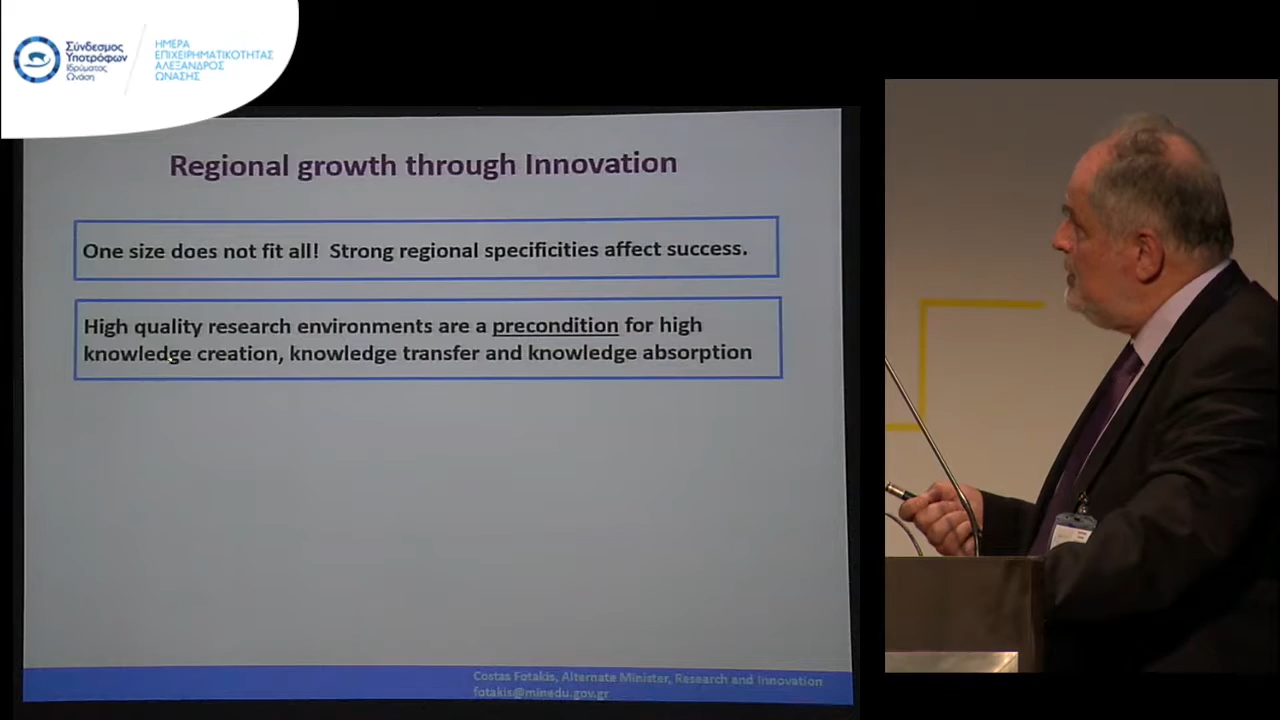 Σύνδεσμος
Υποτρόφων
Ιδρύματος
Ωνάση
ΗΜΕΡΑ
ΕΠΙΧΕΙΡΗΜΑΤΙΚΟΤΗΤΑΣ
ΑΛΕΞΑΝΔΡΟΣ
ΩΝΑΣΗΣ
Regional growth through Innovation
One size does not fit all! Strong regional specificities affect success.
High quality research environments are a precondition for high
knowledge creation, knowledge transfer and knowledge absorption
Costas Fotakis, Alternate Minister, Research and Innovation
fotakis@minedu.gov.gr